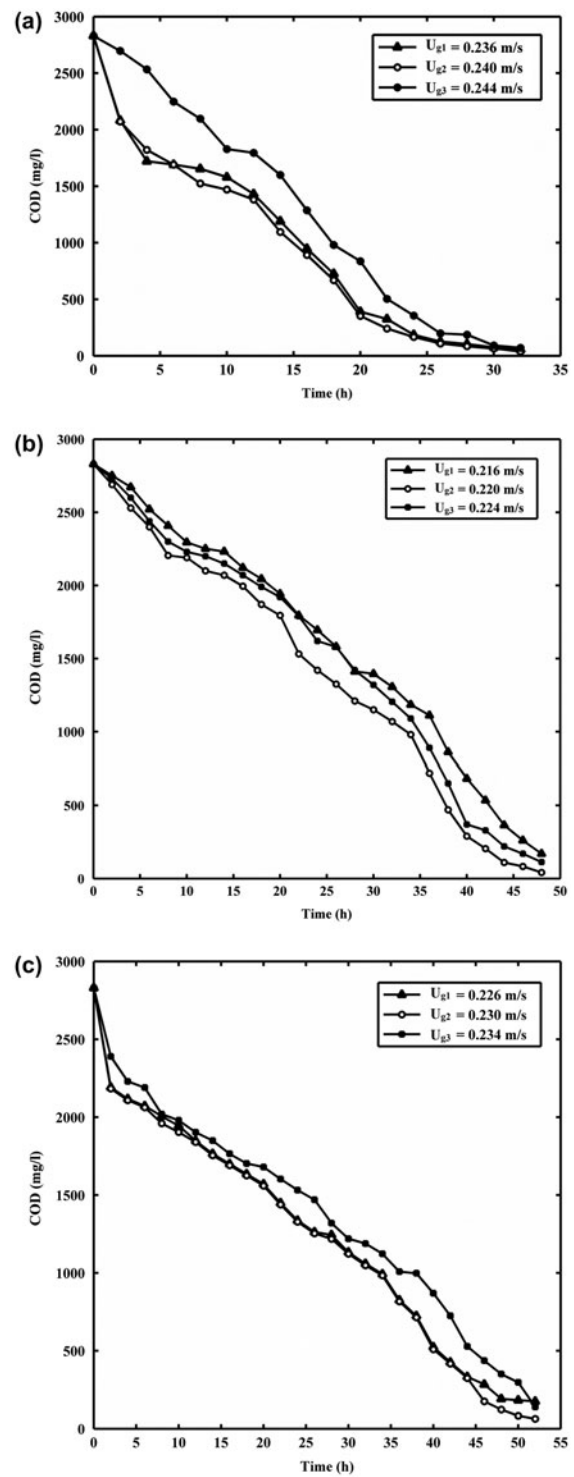 (a)
3000
2500
2000
1500
1000
500
0
COD (mg/l)
Ug1 = 0.236 m/s
Ug2 = 0.240 m/s
Ug3 = 0.244 m/s
0 5 10 15 20 25 30 35
Time (h)
(b)
3000
2500
2000
1500
1000
500
0
COD (mg/l)
Ug1 = 0.216 m/s
Ug2 = 0.220 m/s
Ug3 = 0.224 m/s
0 5 10 15 20 25 30 35 40 45 50
Time (h)
(c)
3000
2500
2000
1500
1000
500
0
COD (mg/l)
Ug1 = 0.226 m/s
Ug2 = 0.230 m/s
Ug3 = 0.234 m/s
0 5 10 15 20 25 30 35 40 45 50 55
Time (h)